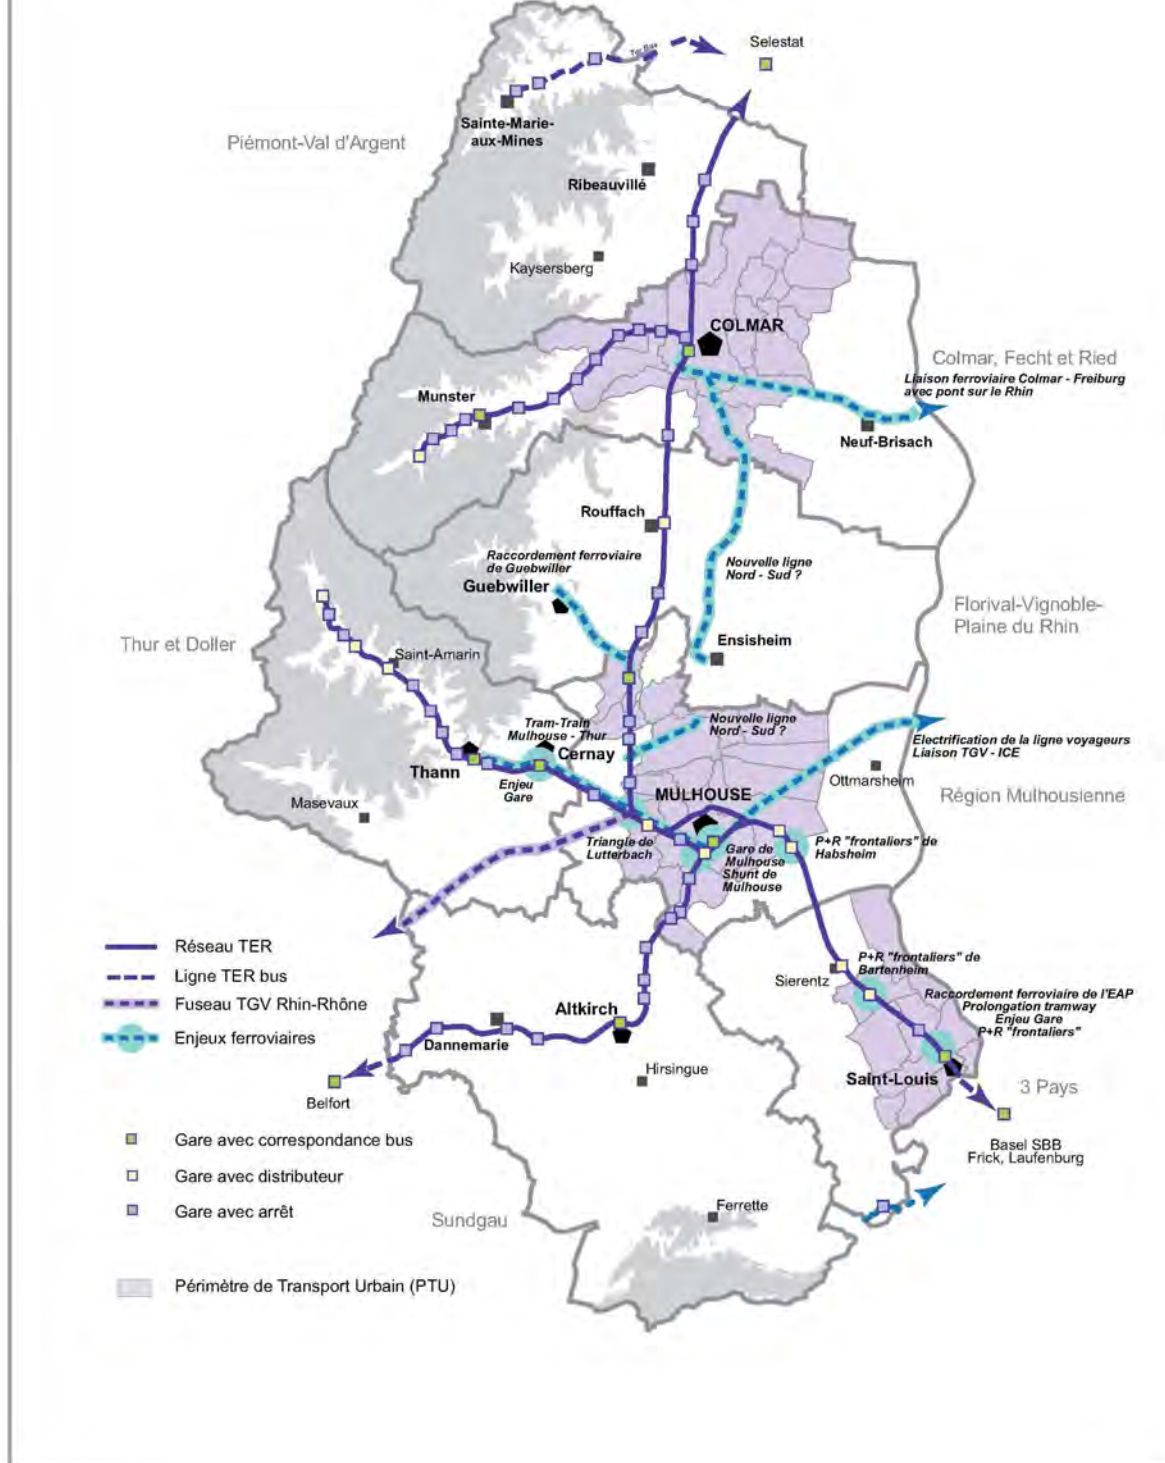 Selestat
Ter Bus
Sainte-Marie-
aux-Mines
Piémont-Val d'Argent
Ribeauvillé
Kaysersberg
COLMAR
Colmar, Fecht et Ried
Liaison ferroviaire Colmar - Freiburg
avec pont sur le Rhin
Munster
Neuf-Brisach
Rouffach
Raccordement ferroviaire
de Guebwiller
Guebwiller
Nouvelle ligne
Nord - Sud ?
Florival-Vignoble-
Plaine du Rhin
Thur et Doller
Saint-Amarin
Ensisheim
Tram-Train
Mulhouse - Thur
Cernay
Nouvelle ligne
Nord - Sud ?
Electrification de la ligne voyageurs
Liaison TGV - ICE
Thann
Enjeu
Gare
Ottmarsheim
Masevaux
MULHOUSE
Région Mulhousienne
Triangle de
Lutterbach
Gare de
Mulhouse
Shunt de
Mulhouse
P+R "frontaliers" de
Habsheim
Réseau TER
Ligne TER bus
Fuseau TGV Rhin-Rhône
Enjeux ferroviaires
Sierentz
P+R "frontaliers" de
Bartenheim
Raccordement ferroviaire de l'EAP
Prolongation tramway
Enjeu Gare
P+R "frontaliers"
Altkirch
Dannemarie
Hirsingue
Saint-Louis
3 Pays
Belfort
Basel SBB
Frick, Laufenburg
Gare avec correspondance bus
Gare avec distributeur
Gare avec arrêt
Sundgau
Ferrette
Périmètre de Transport Urbain (PTU)